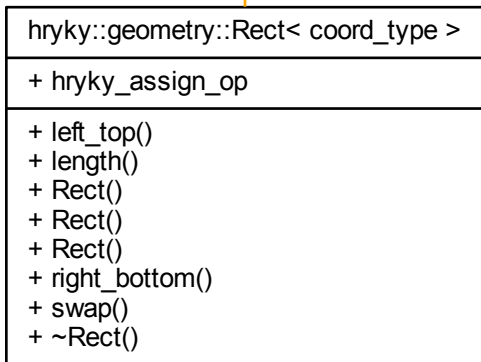 hryky::geometry::Rect< coord_type >
+ hryky_assign_op
+ left_top()
+ length()
+ Rect()
+ Rect()
+ Rect()
+ right_bottom()
+ swap()
+ ~Rect()